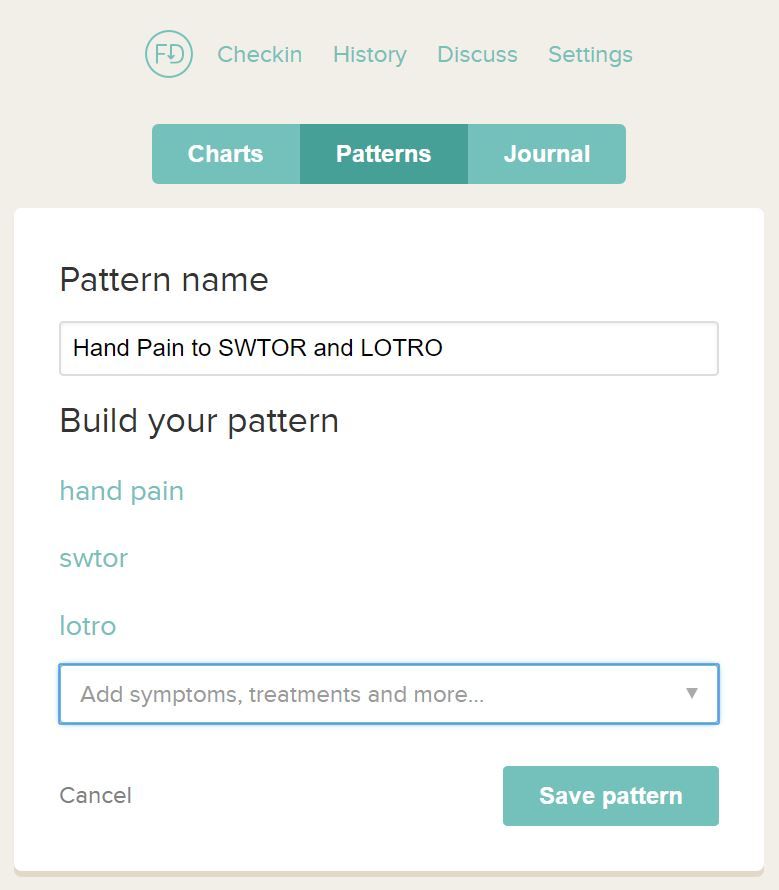 FD Checkin History Discuss Settings
Charts Patterns Journal
Pattern name
Hand Pain to SWTOR and LOTRO
Build your pattern
hand pain
swtor
lotro
Add symptoms, treatments and more...
Cancel Save pattern